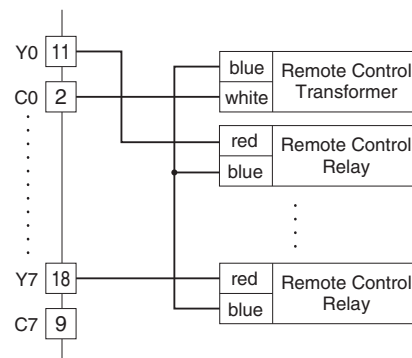 Y0 11
C0 2
Y7 18
C7 9
blue
white
Remote Control
Transformer
red
blue
Remote Control
Relay
red
blue
Remote Control
Relay